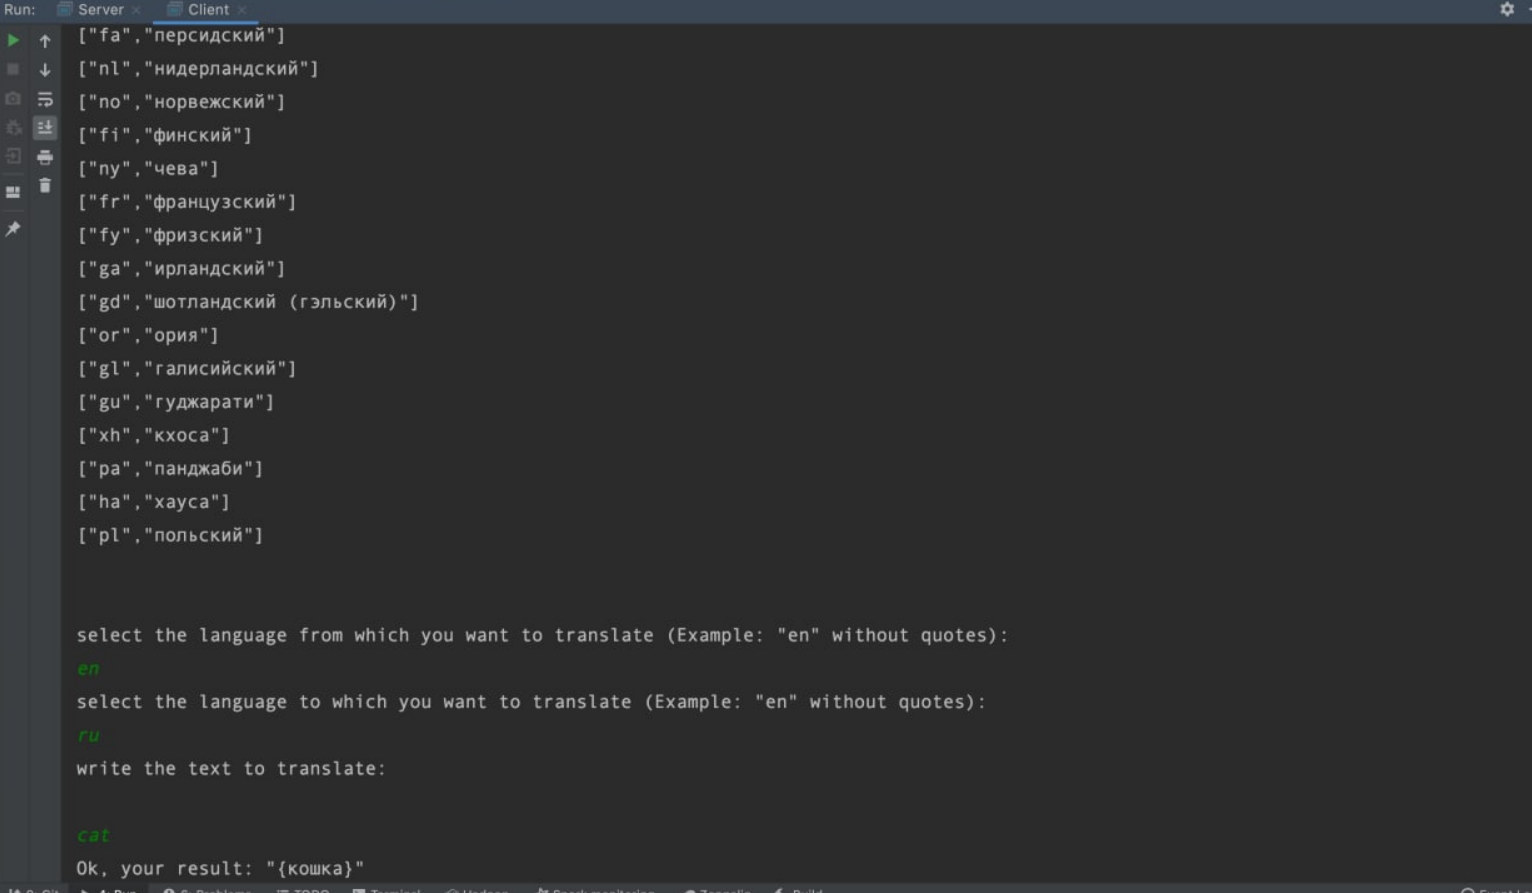 Run: Server × Client ×
["fa","персидский"]
["nl","нидерландский"]
["no","норвежский"]
["fi","финский"]
["ny","чева"]
["fr","французский"]
["fy","фризский"]
["ga","ирландский"]
["gd","шотландский (гэльский)"]
["or","ория"]
["gl","галисийский"]
["gu","гуджарати"]
["xh","кхоса"]
["pa","панджаби"]
["ha","хауса"]
["pl","польский"]
select the language from which you want to translate (Example: "en" without quotes):
en
select the language to which you want to translate (Example: "en" without quotes):
ru
write the text to translate:
cat
Ok, your result: "{кошка}"